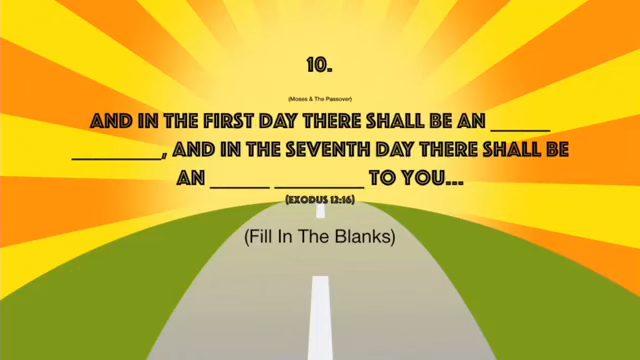 10.
(Moses & The Passover)
AND IN THE FIRST DAY THERE SHALL BE AN ______
_________, AND IN THE SEVENTH DAY THERE SHALL BE
AN ______ _________ TO YOU...
(EXODUS 12:16)
(Fill In The Blanks)